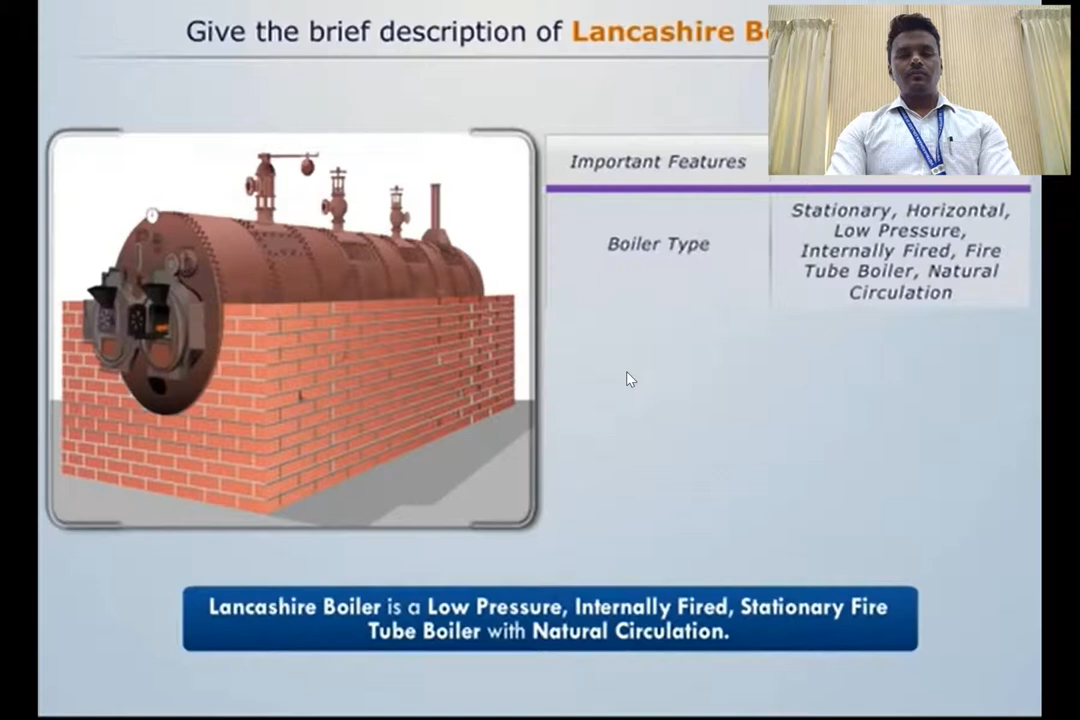 Give the brief description of Lancashire
Important Features
Boiler Type
Stationary, Horizontal,
Low Pressure,
Internally Fired, Fire
Tube Boiler, Natural
Circulation
Lancashire Boiler is a Low Pressure, Internally Fired, Stationary Fire
Tube Boiler with Natural Circulation.